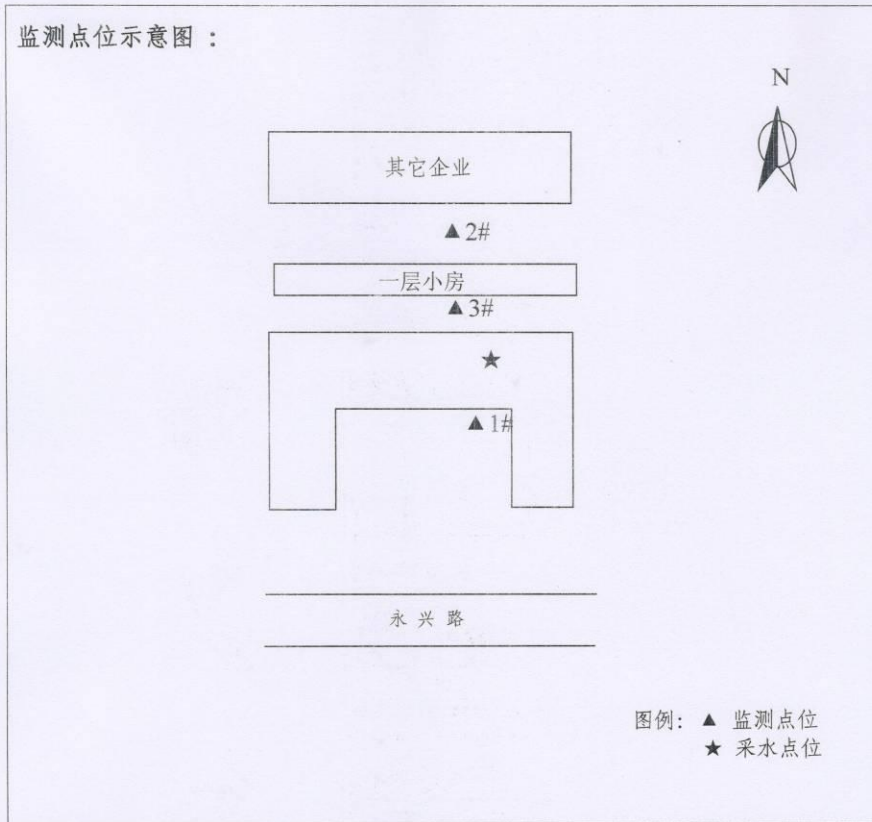 监测点位示意图：
N
其它企业
▲2#
一层小房
▲3#
★
▲1#
永兴路
图例：▲ 监测点位
★ 采水点位